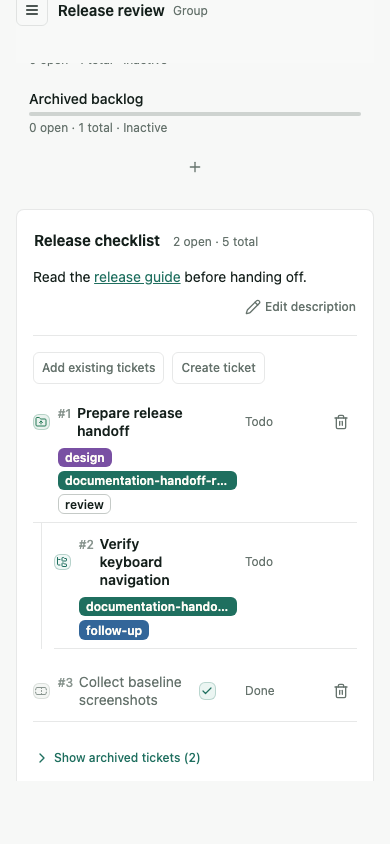 Release review Group
Archived backlog
0 open · 1 total · Inactive
Release checklist 2 open · 5 total
Read the release guide before handing off.
Edit description
Add existing tickets Create ticket
#1 Prepare release Todo
handoff
design
documentation-handoff-r...
review
#2 Verify
keyboard Todo
navigation
documentation-hando...
follow-up
#3 Collect baseline Done
screenshots
Show archived tickets (2)